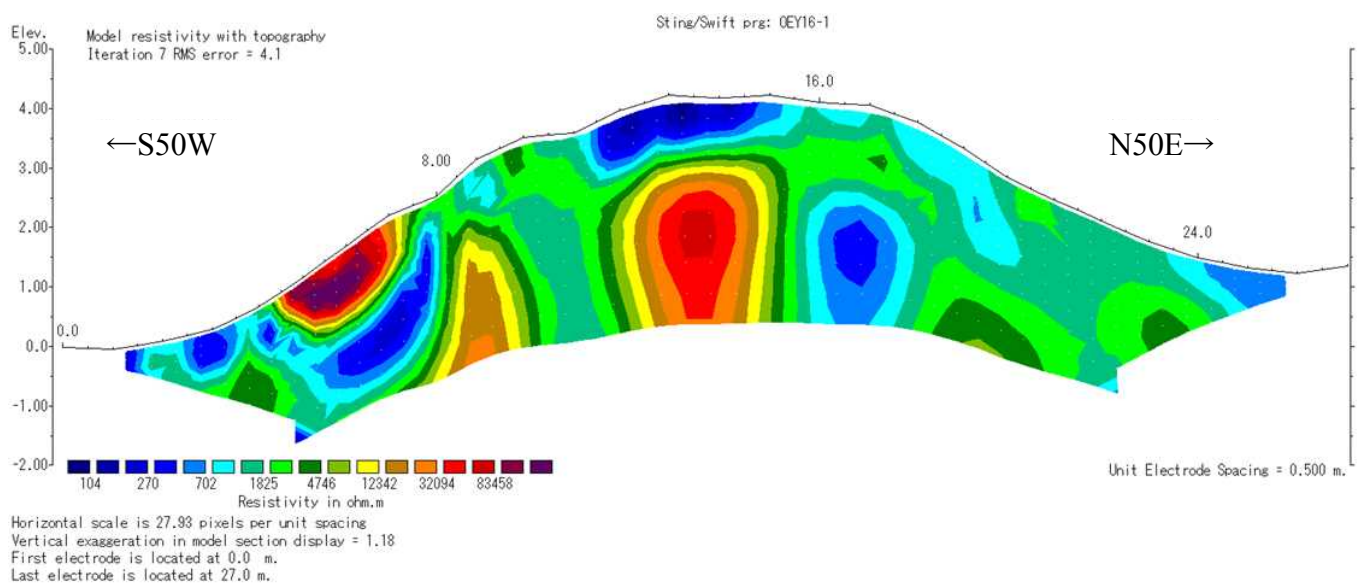 Sting/Swift prg: OEY16-1
Elev.
Model resistivity with topography
Iteration 7 RMS error = 4.1
5.00
4.00
3.00
2.00
1.00
0.0
-1.00
-2.00
←S50W
N50E→
0.0
8.00
16.0
24.0
104 270 702 1825 4746 12342 32094 83458
Resistivity in ohm.m
Unit Electrode Spacing = 0.500 m.
Horizontal scale is 27.93 pixels per unit spacing
Vertical exaggeration in model section display = 1.18
First electrode is located at 0.0 m.
Last electrode is located at 27.0 m.